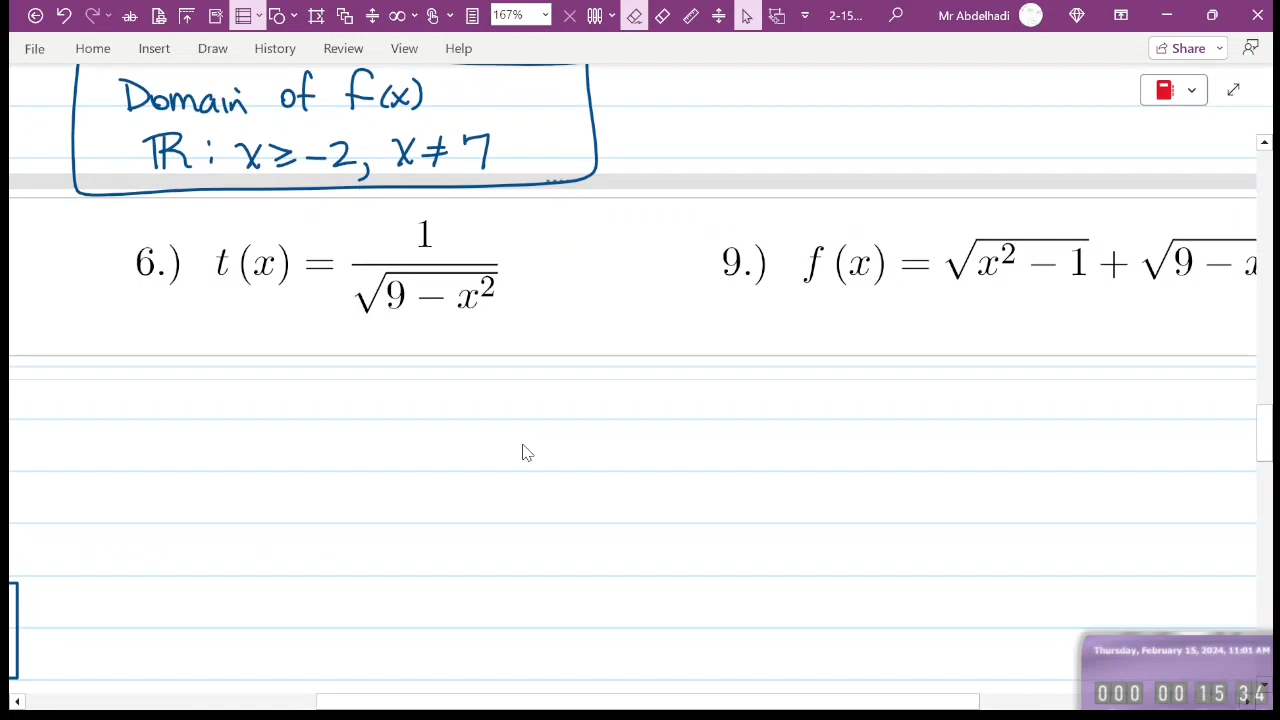 167%
2-15...
Mr Abdelhadi
File Home Insert Draw History Review View Help
Share
Domain of f(x)
ℝ : x ≥ -2, x ≠ 7
6.) t (x) = 1/√(9 − x²)
9.) f (x) = √(x² − 1) + √(9 −
Thursday, February 15, 2024, 11:01 AM
000 00 15 34